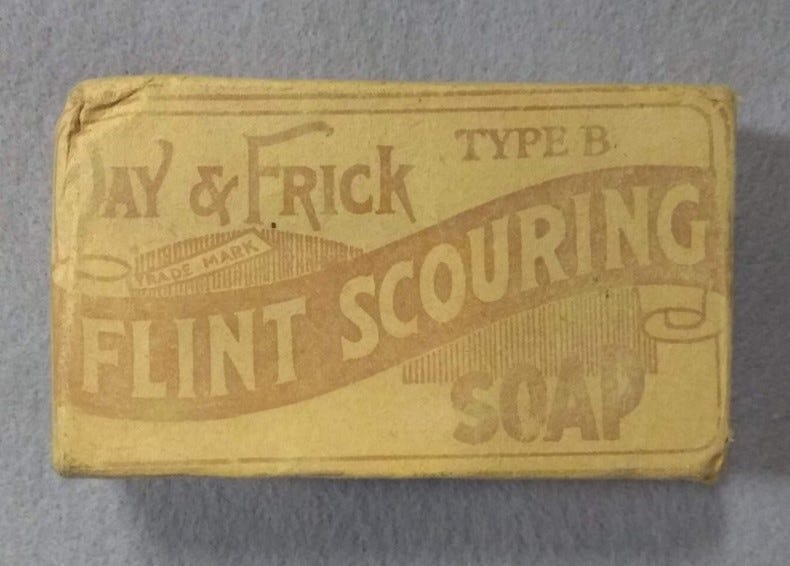 DAY & FRICK
TYPE B
TRADE MARK
FLINT SCOURING
SOAP